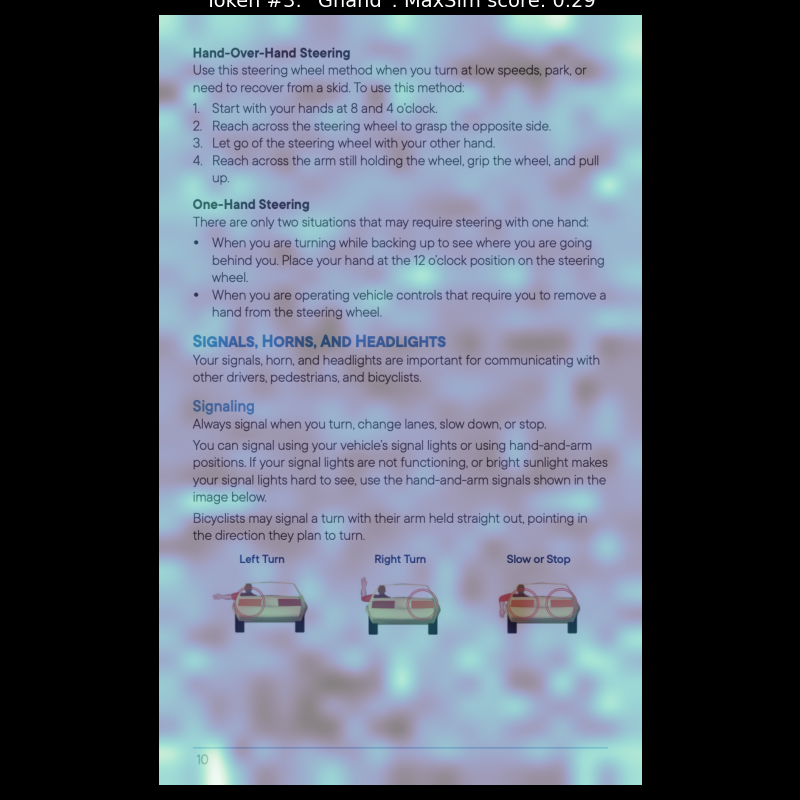 Token #3: "Ġhand". MaxSim score: 0.29
Hand-Over-Hand Steering
Use this steering wheel method when you turn at low speeds, park, or
need to recover from a skid. To use this method:
1. Start with your hands at 8 and 4 o'clock.
2. Reach across the steering wheel to grasp the opposite side.
3. Let go of the steering wheel with your other hand.
4. Reach across the arm still holding the wheel, grip the wheel, and pull
up.
One-Hand Steering
There are only two situations that may require steering with one hand:
• When you are turning while backing up to see where you are going
behind you. Place your hand at the 12 o'clock position on the steering
wheel.
• When you are operating vehicle controls that require you to remove a
hand from the steering wheel.
SIGNALS, HORNS, AND HEADLIGHTS
Your signals, horn, and headlights are important for communicating with
other drivers, pedestrians, and bicyclists.
Signaling
Always signal when you turn, change lanes, slow down, or stop.
You can signal using your vehicle's signal lights or using hand-and-arm
positions. If your signal lights are not functioning, or bright sunlight makes
your signal lights hard to see, use the hand-and-arm signals shown in the
image below.
Bicyclists may signal a turn with their arm held straight out, pointing in
the direction they plan to turn.
Left Turn Right Turn Slow or Stop
10